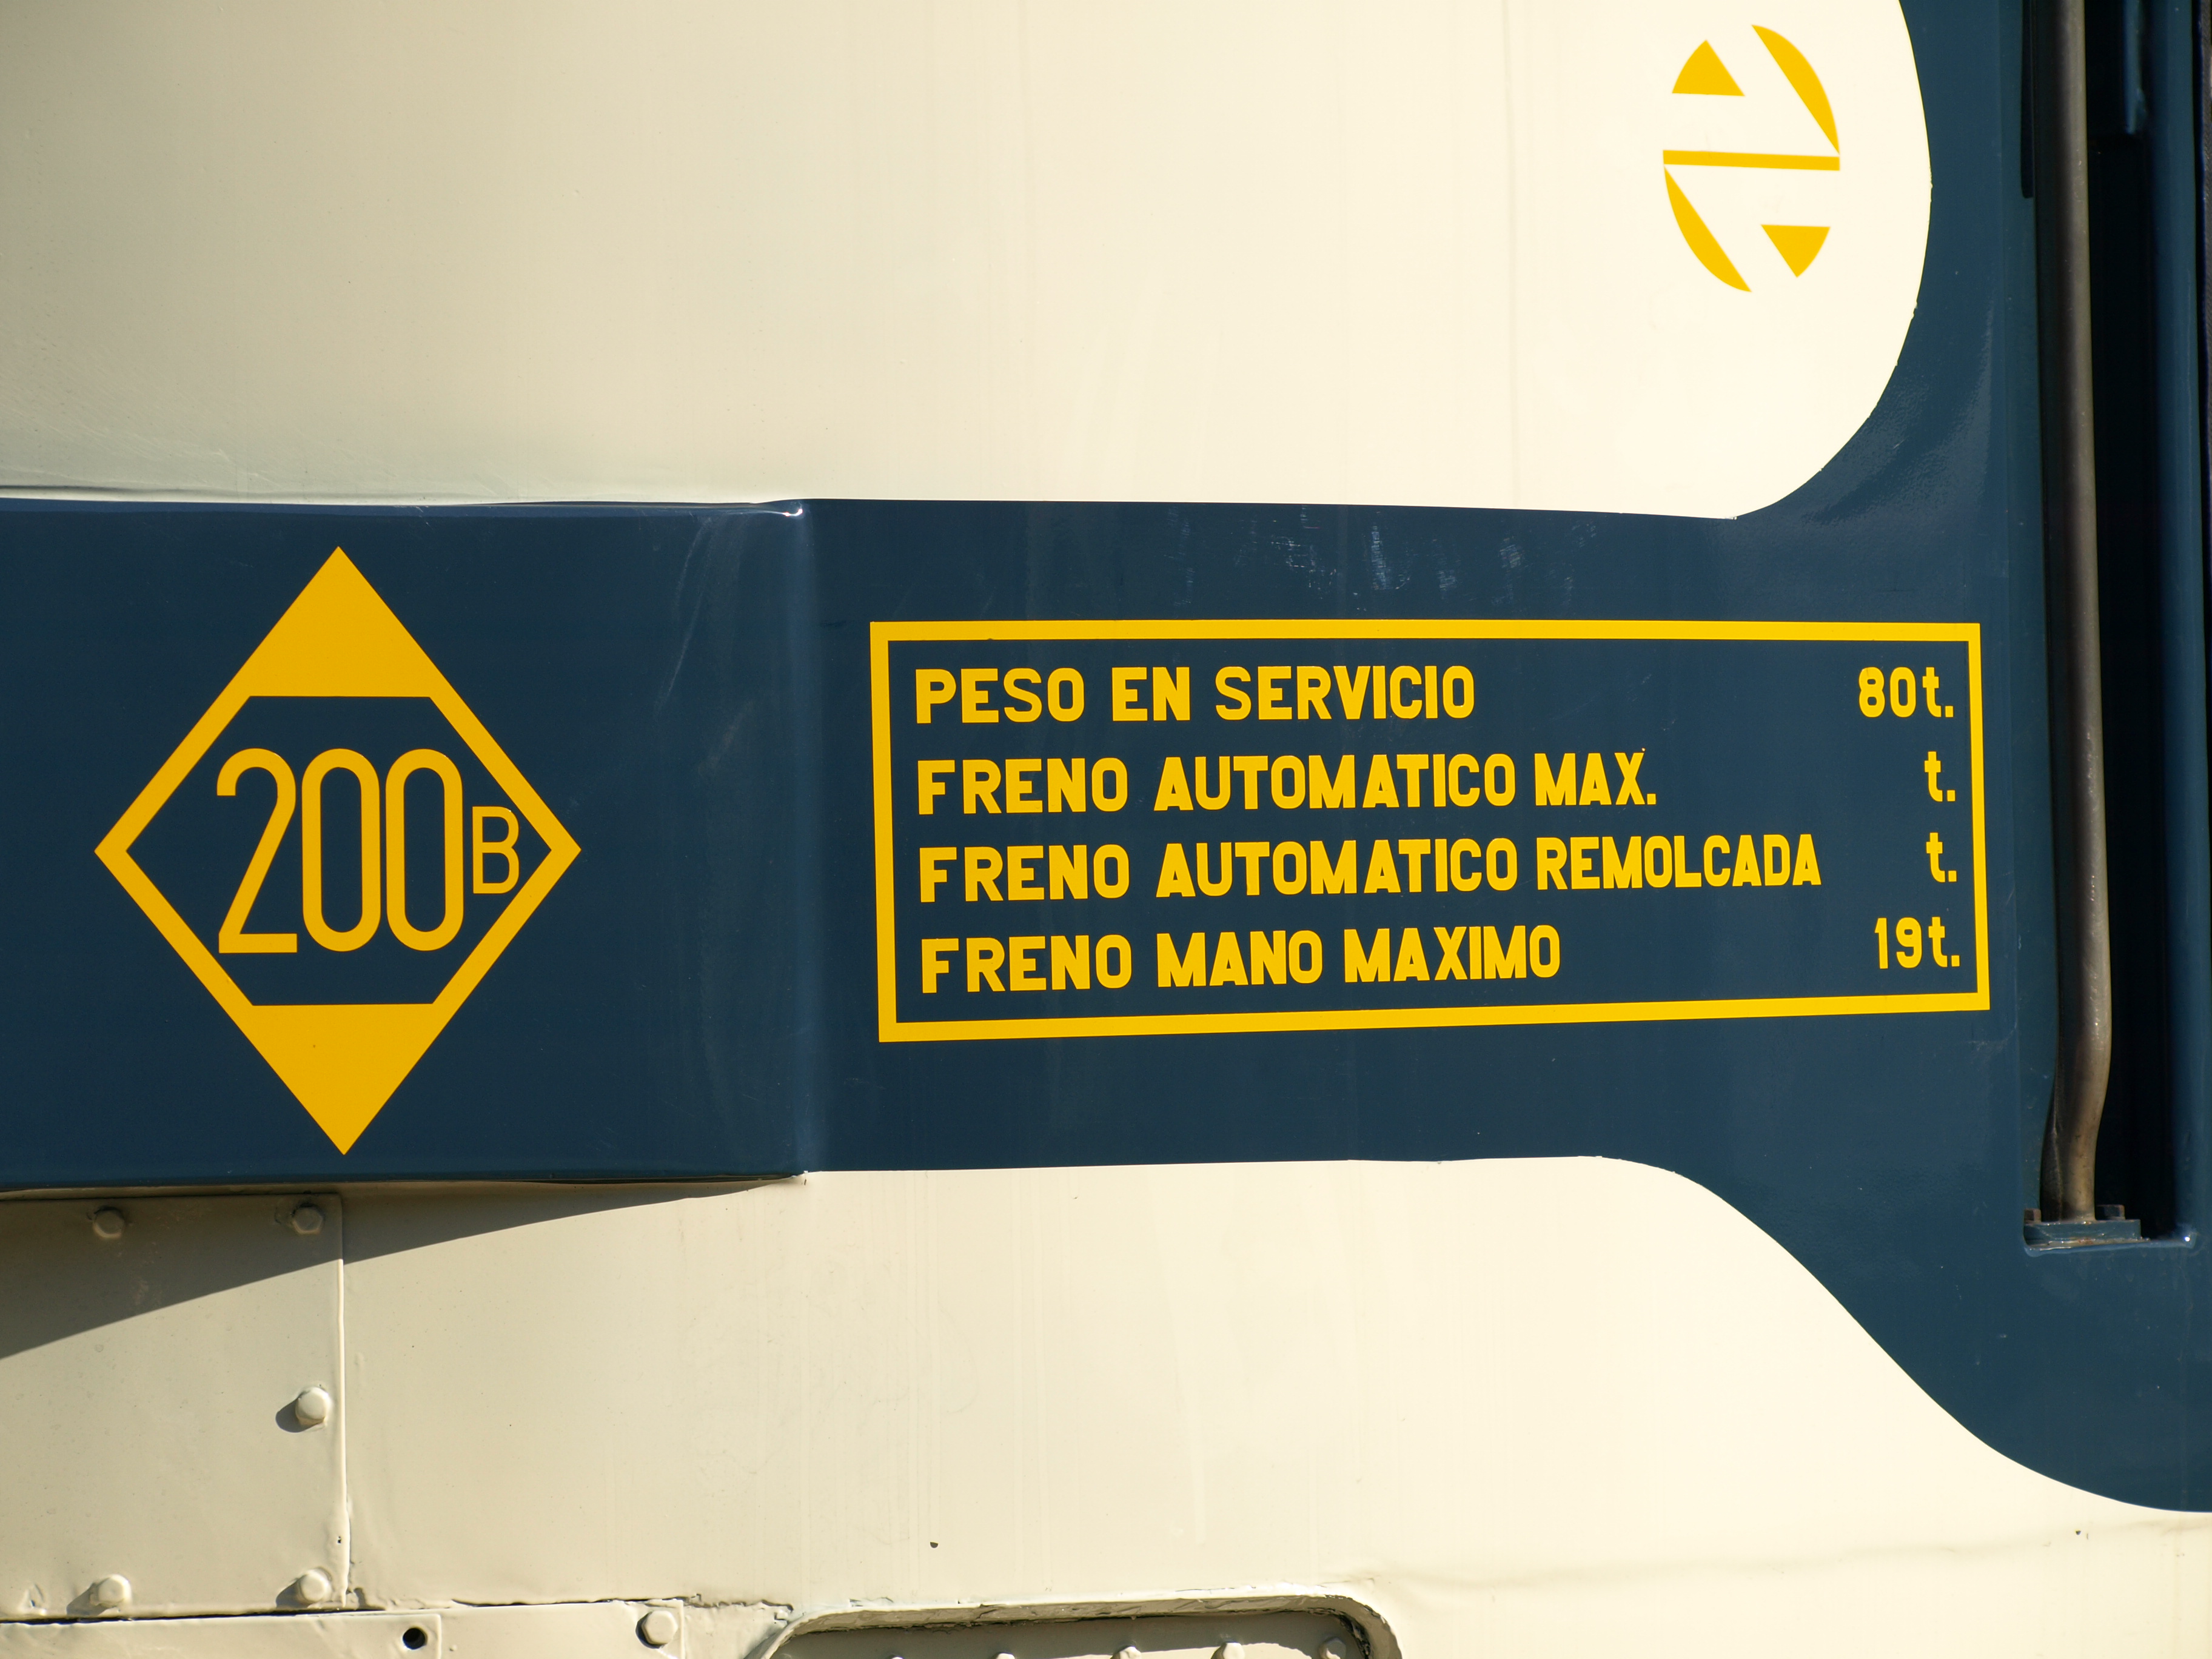 200B
PESO EN SERVICIO 80t.
FRENO AUTOMATICO MAX. t.
FRENO AUTOMATICO REMOLCADA t.
FRENO MANO MAXIMO 19t.